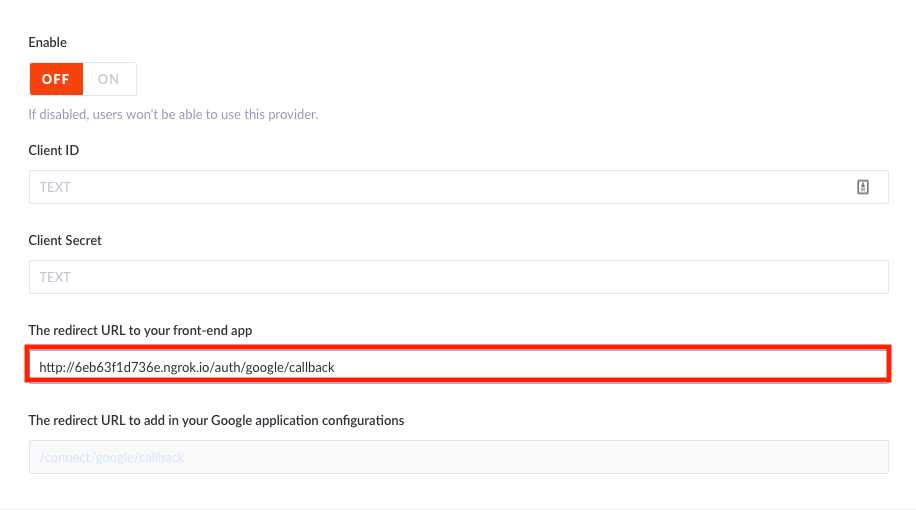 Enable
OFF ON
If disabled, users won't be able to use this provider.
Client ID
TEXT
Client Secret
TEXT
The redirect URL to your front-end app
http://6eb63f1d736e.ngrok.io/auth/google/callback
The redirect URL to add in your Google application configurations
/connect/google/callback